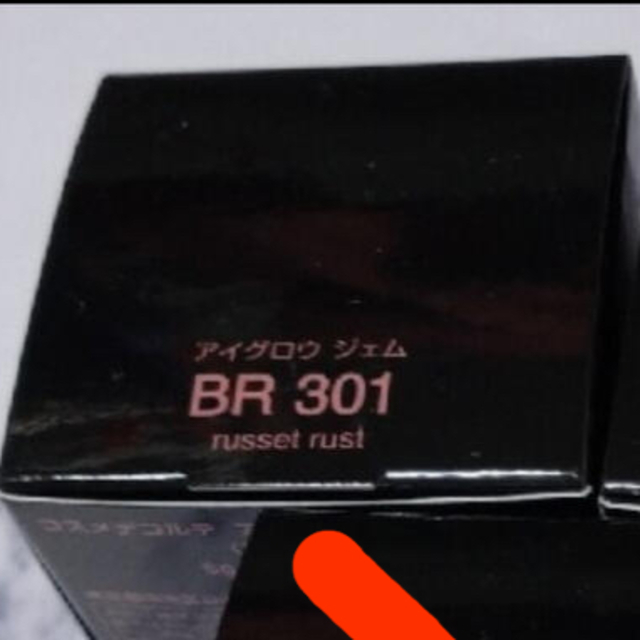 アイグロウ ジェム
BR 301
russet rust
コスメデコルテ